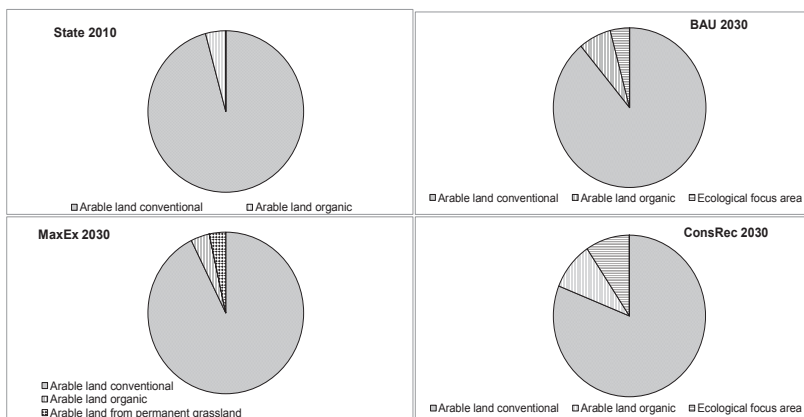 State 2010
Arable land conventional Arable land organic
BAU 2030
Arable land conventional Arable land organic Ecological focus area
MaxEx 2030
Arable land conventional
Arable land organic
Arable land from permanent grassland
ConsRec 2030
Arable land conventional Arable land organic Ecological focus area